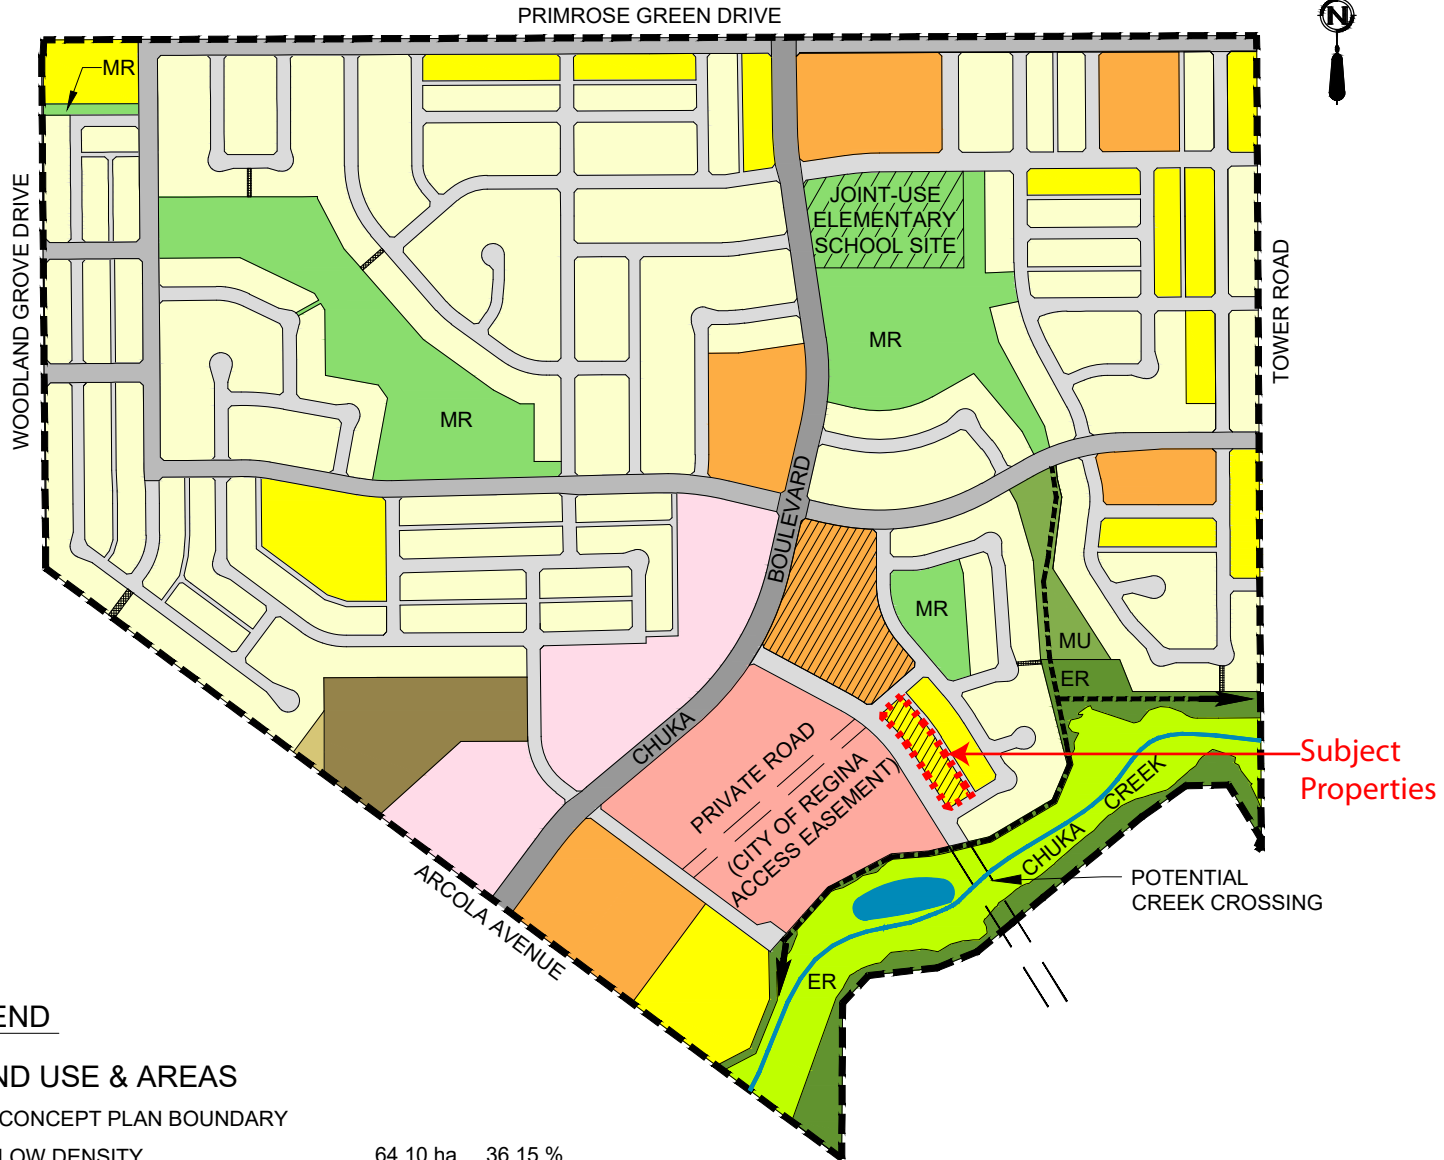 PRIMROSE GREEN DRIVE
N
MR
WOODLAND GROVE DRIVE
JOINT-USE
ELEMENTARY
SCHOOL SITE
TOWER ROAD
MR
MR
BOULEVARD
MR
MU
ER
CHUKA
PRIVATE ROAD
(CITY OF REGINA
ACCESS EASEMENT)
Subject
Properties
CHUKA CREEK
POTENTIAL
CREEK CROSSING
ARCOLA AVENUE
ER
END
ND USE & AREAS
CONCEPT PLAN BOUNDARY
LOW DENSITY 64.10 ha 36.15 %